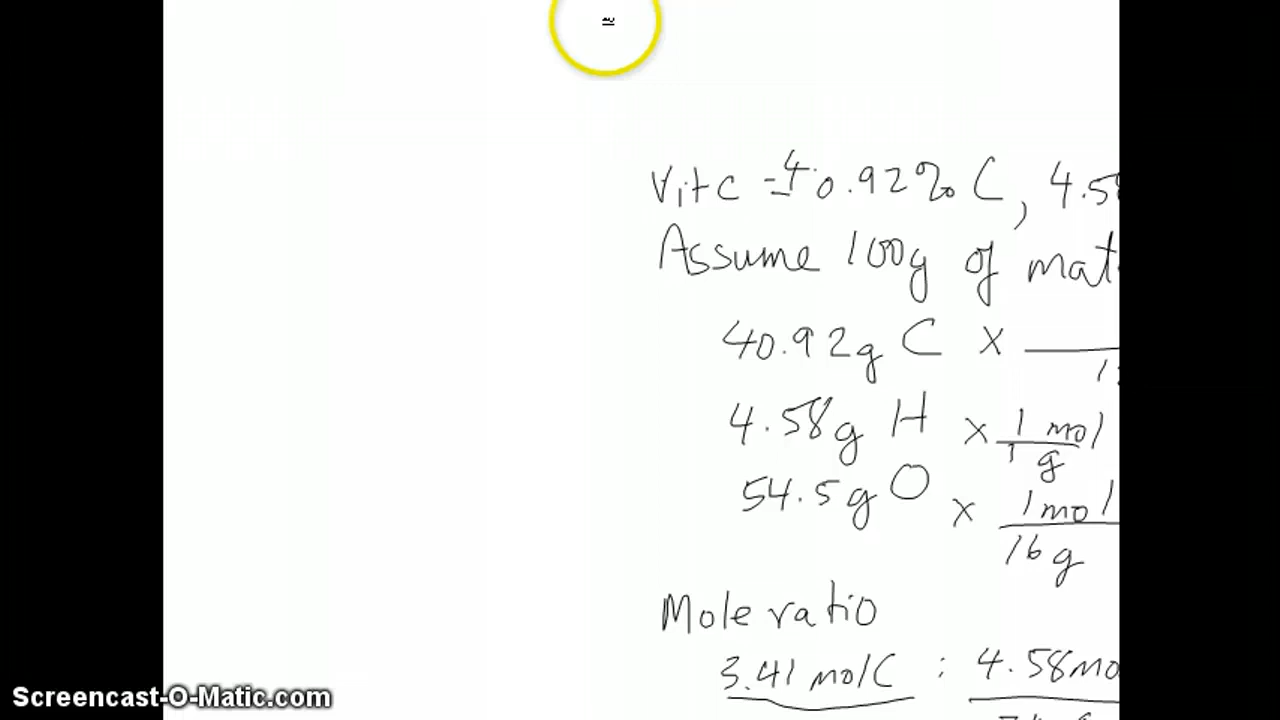 Vit C = 40.92% C, 4.58
Assume 100g of mat
40.92g C ×
4.58g H × 1 mol
1 g
54.5g O × 1 mol
16 g
Mole ratio
3.41 mol C : 4.58 mo
Screencast-O-Matic.com